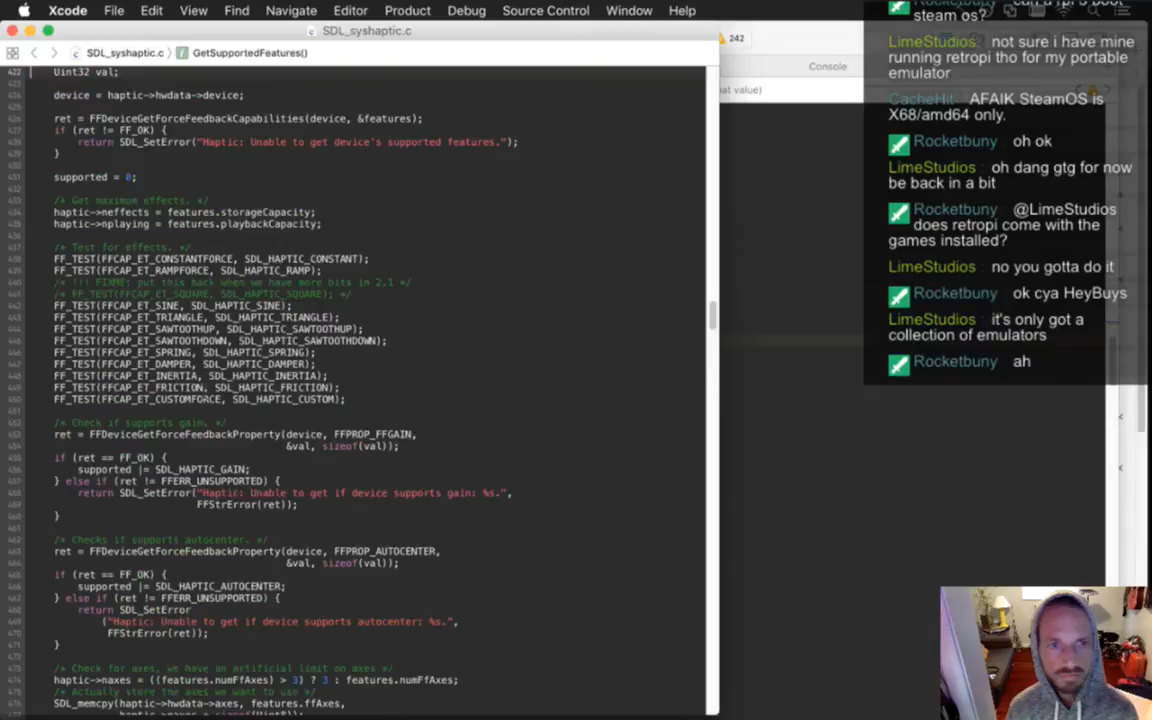 Xcode File Edit View Find Navigate Editor Product Debug Source Control Window Help
SDL_syshaptic.c
SDL_syshaptic.c GetSupportedFeatures()
242
Console
422 Uint32 val;
device = haptic->hwdata->device;
ret = FFDeviceGetForceFeedbackCapabilities(device, &features);
if (ret != FF_OK) {
return SDL_SetError("Haptic: Unable to get device's supported features.");
}
supported = 0;
/* Get maximum effects. */
haptic->neffects = features.storageCapacity;
haptic->nplaying = features.playbackCapacity;
/* Test for effects. */
FF_TEST(FFCAP_ET_CONSTANTFORCE, SDL_HAPTIC_CONSTANT);
FF_TEST(FFCAP_ET_RAMPFORCE, SDL_HAPTIC_RAMP);
/* !!! FIXME: put this back when we have more bits in 2.1 */
/* FF_TEST(FFCAP_ET_SQUARE, SDL_HAPTIC_SQUARE); */
FF_TEST(FFCAP_ET_SINE, SDL_HAPTIC_SINE);
FF_TEST(FFCAP_ET_TRIANGLE, SDL_HAPTIC_TRIANGLE);
FF_TEST(FFCAP_ET_SAWTOOTHUP, SDL_HAPTIC_SAWTOOTHUP);
FF_TEST(FFCAP_ET_SAWTOOTHDOWN, SDL_HAPTIC_SAWTOOTHDOWN);
FF_TEST(FFCAP_ET_SPRING, SDL_HAPTIC_SPRING);
FF_TEST(FFCAP_ET_DAMPER, SDL_HAPTIC_DAMPER);
FF_TEST(FFCAP_ET_INERTIA, SDL_HAPTIC_INERTIA);
FF_TEST(FFCAP_ET_FRICTION, SDL_HAPTIC_FRICTION);
FF_TEST(FFCAP_ET_CUSTOMFORCE, SDL_HAPTIC_CUSTOM);
/* Check if supports gain. */
ret = FFDeviceGetForceFeedbackProperty(device, FFPROP_FFGAIN,
&val, sizeof(val));
if (ret == FF_OK) {
supported |= SDL_HAPTIC_GAIN;
} else if (ret != FFERR_UNSUPPORTED) {
return SDL_SetError("Haptic: Unable to get if device supports gain: %s.",
FFStrError(ret));
}
/* Checks if supports autocenter. */
ret = FFDeviceGetForceFeedbackProperty(device, FFPROP_AUTOCENTER,
&val, sizeof(val));
if (ret == FF_OK) {
supported |= SDL_HAPTIC_AUTOCENTER;
} else if (ret != FFERR_UNSUPPORTED) {
return SDL_SetError
("Haptic: Unable to get if device supports autocenter: %s.",
FFStrError(ret));
}
/* Check for axes, we have an artificial limit on axes */
haptic->naxes = ((features.numFfAxes) > 3) ? 3 : features.numFfAxes;
/* Actually store the axes we want to use */
SDL_memcpy(haptic->hwdata->axes, features.ffAxes,
haptic->naxes * sizeof(Uint8));
steam os?
LimeStudios not sure i have mine
running retropi tho for my portable
emulator
CacheHit AFAIK SteamOS is
X68/amd64 only.
Rocketbuny oh ok
LimeStudios oh dang gtg for now
be back in a bit
Rocketbuny @LimeStudios
does retropi come with the
games installed?
LimeStudios no you gotta do it
Rocketbuny ok cya HeyBuys
LimeStudios it's only got a
collection of emulators
Rocketbuny ah